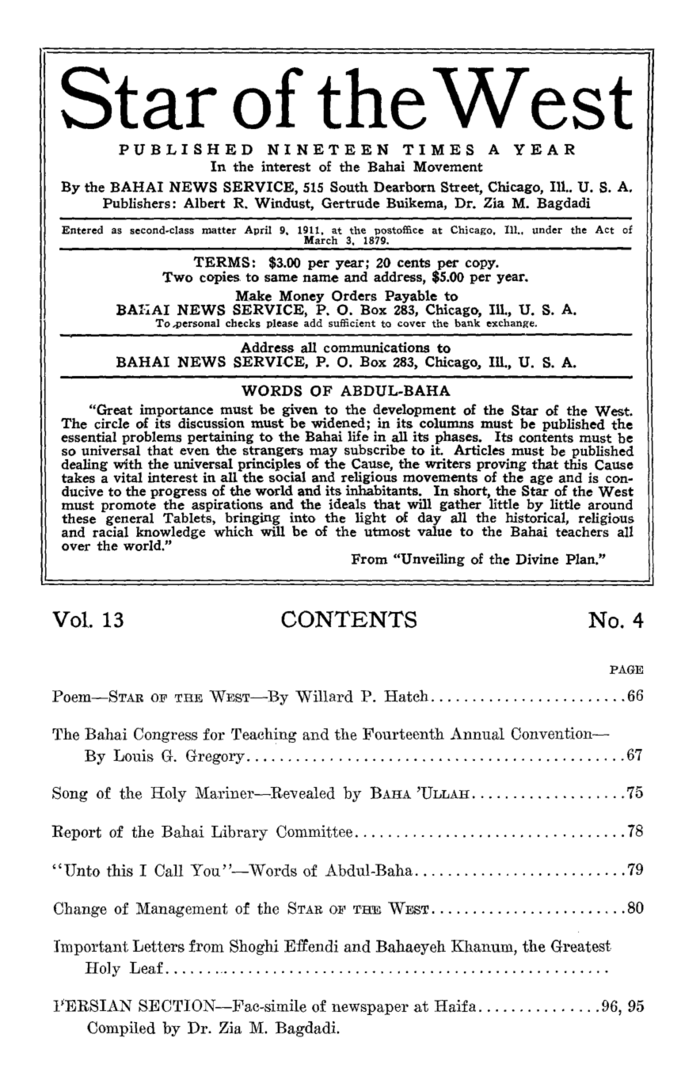 Star of the West
PUBLISHED NINETEEN TIMES A YEAR
In the interest of the Bahai Movement
By the BAHAI NEWS SERVICE, 515 South Dearborn Street, Chicago, Ill.. U. S. A.
Publishers: Albert R. Windust, Gertrude Buikema, Dr. Zia M. Bagdadi
Entered as second-class matter April 9, 1911, at the postoffice at Chicago, Ill., under the Act of
March 3, 1879.
TERMS: $3.00 per year; 20 cents per copy.
Two copies to same name and address, $5.00 per year.
Make Money Orders Payable to
BAHAI NEWS SERVICE, P. O. Box 283, Chicago, Ill., U. S. A.
To personal checks please add sufficient to cover the bank exchange.
Address all communications to
BAHAI NEWS SERVICE, P. O. Box 283, Chicago, Ill., U. S. A.
WORDS OF ABDUL-BAHA
"Great importance must be given to the development of the Star of the West.
The circle of its discussion must be widened; in its columns must be published the
essential problems pertaining to the Bahai life in all its phases. Its contents must be
so universal that even the strangers may subscribe to it. Articles must be published
dealing with the universal principles of the Cause, the writers proving that this Cause
takes a vital interest in all the social and religious movements of the age and is con-
ducive to the progress of the world and its inhabitants. In short, the Star of the West
must promote the aspirations and the ideals that will gather little by little around
these general Tablets, bringing into the light of day all the historical, religious
and racial knowledge which will be of the utmost value to the Bahai teachers all
over the world."
From "Unveiling of the Divine Plan."
Vol. 13 CONTENTS No. 4
PAGE
Poem—STAR OF THE WEST—By Willard P. Hatch........................66
The Bahai Congress for Teaching and the Fourteenth Annual Convention—
By Louis G. Gregory..............................................67
Song of the Holy Mariner—Revealed by BAHA 'ULLAH...................75
Report of the Bahai Library Committee.................................78
"Unto this I Call You"—Words of Abdul-Baha..........................79
Change of Management of the STAR OF THE WEST........................80
Important Letters from Shoghi Effendi and Bahaeyeh Khanum, the Greatest
Holy Leaf......................................................
PERSIAN SECTION—Fac-simile of newspaper at Haifa...............96, 95
Compiled by Dr. Zia M. Bagdadi.